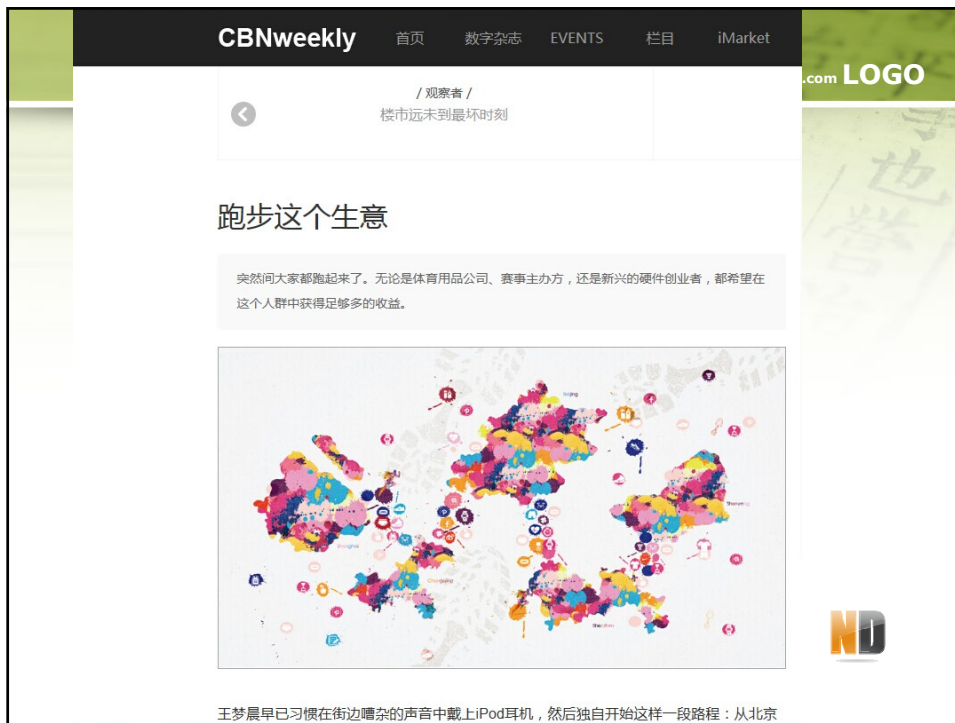 CBNweekly 首页 数字杂志 EVENTS 栏目 iMarket
.com LOGO
/ 观察者 /
楼市远未到最坏时刻
跑步这个生意
突然间大家都跑起来了。无论是体育用品公司、赛事主办方，还是新兴的硬件创业者，都希望在
这个人群中获得足够多的收益。
Beijing
Shenyang
Shanghai
Chongqing
Shenzhen
ND
王梦晨早已习惯在街边嘈杂的声音中戴上iPod耳机，然后独自开始这样一段路程：从北京